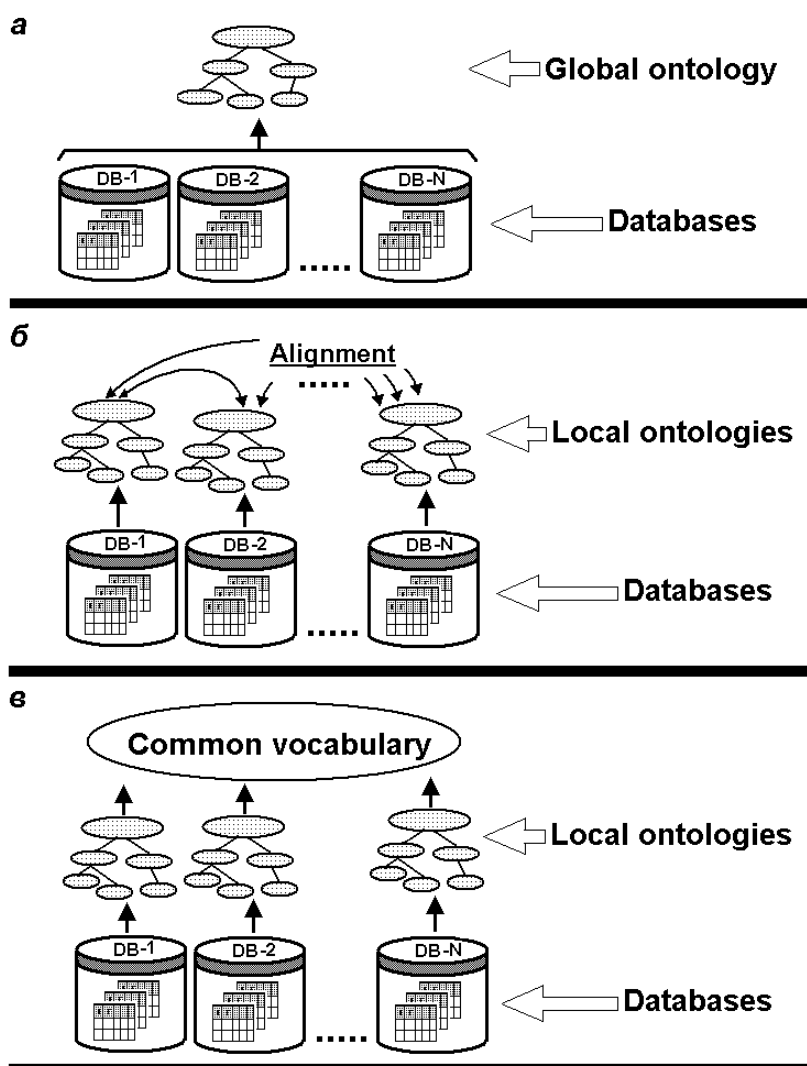 а
Global ontology
DB-1
DB-2
DB-N
Databases
.....
б
Alignment
.....
Local ontologies
DB-1
DB-2
DB-N
Databases
.....
в
Common vocabulary
Local ontologies
DB-1
DB-2
DB-N
Databases
.....